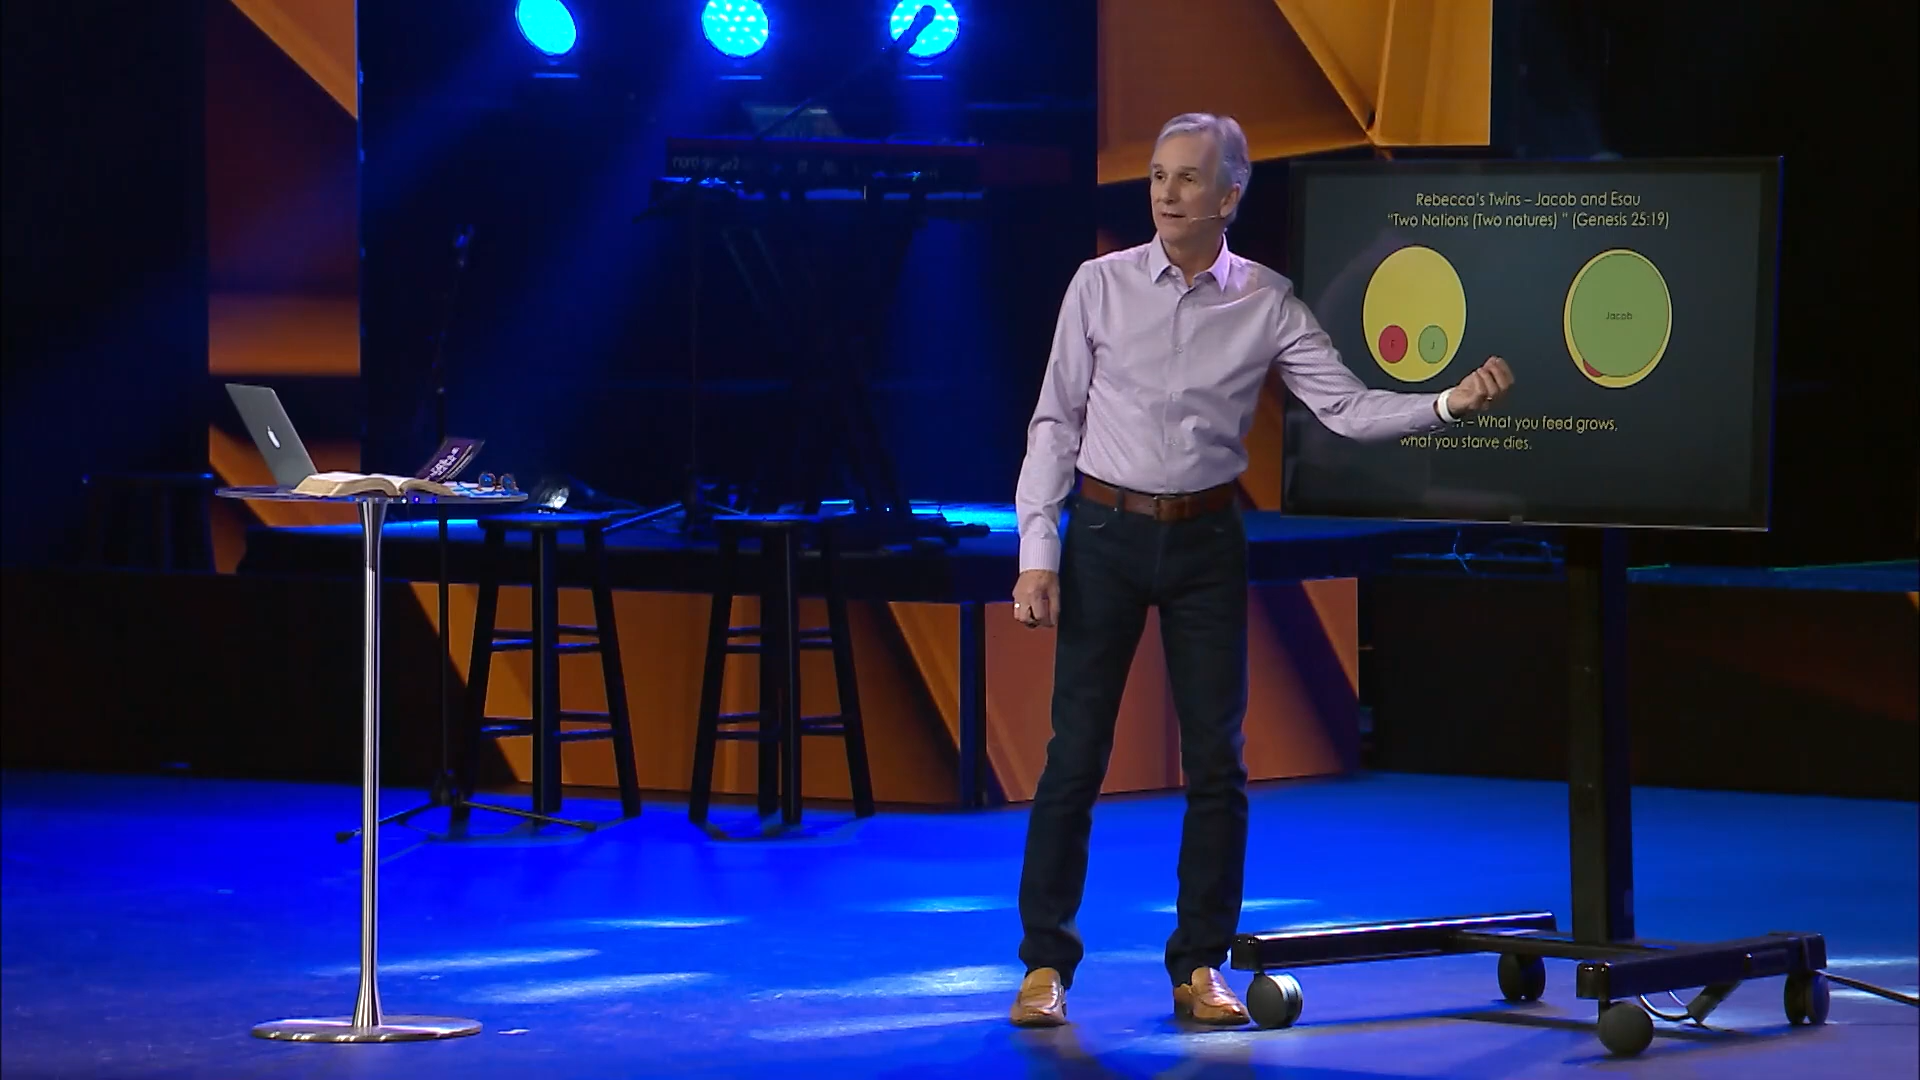 Rebecca's Twins – Jacob and Esau
“Two Nations (Two natures) ” (Genesis 25:19)
E J
Jacob
– What you feed grows,
what you starve dies.
nord